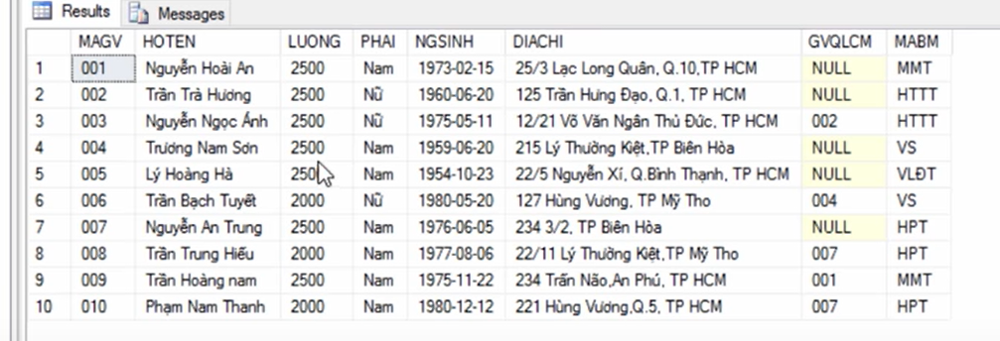 Results Messages
MAGV HOTEN LUONG PHAI NGSINH DIACHI GVQLCM MABM
1 001 Nguyễn Hoài An 2500 Nam 1973-02-15 25/3 Lạc Long Quân, Q.10,TP HCM NULL MMT
2 002 Trần Trà Hương 2500 Nữ 1960-06-20 125 Trần Hưng Đạo, Q.1, TP HCM NULL HTTT
3 003 Nguyễn Ngọc Ánh 2500 Nữ 1975-05-11 12/21 Võ Văn Ngân Thủ Đức, TP HCM 002 HTTT
4 004 Trương Nam Sơn 2500 Nam 1959-06-20 215 Lý Thường Kiệt,TP Biên Hòa NULL VS
5 005 Lý Hoàng Hà 2500 Nam 1954-10-23 22/5 Nguyễn Xí, Q.Bình Thạnh, TP HCM NULL VLĐT
6 006 Trần Bạch Tuyết 2000 Nữ 1980-05-20 127 Hùng Vương, TP Mỹ Tho 004 VS
7 007 Nguyễn An Trung 2500 Nam 1976-06-05 234 3/2, TP Biên Hòa NULL HPT
8 008 Trần Trung Hiếu 2000 Nam 1977-08-06 22/11 Lý Thường Kiệt,TP Mỹ Tho 007 HPT
9 009 Trần Hoàng nam 2500 Nam 1975-11-22 234 Trấn Não,An Phú, TP HCM 001 MMT
10 010 Phạm Nam Thanh 2000 Nam 1980-12-12 221 Hùng Vương,Q.5, TP HCM 007 HPT